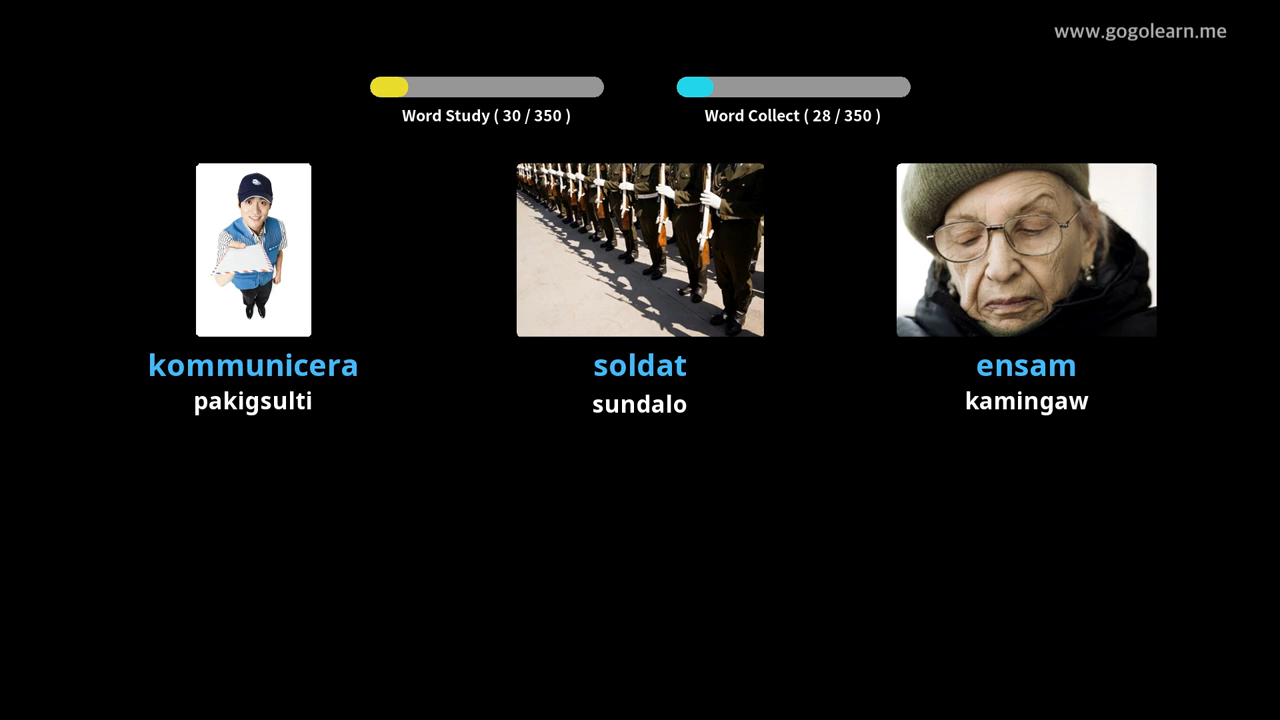 www.gogolearn.me
Word Study ( 30 / 350 )
Word Collect ( 28 / 350 )
kommunicera
pakigsulti
soldat
sundalo
ensam
kamingaw